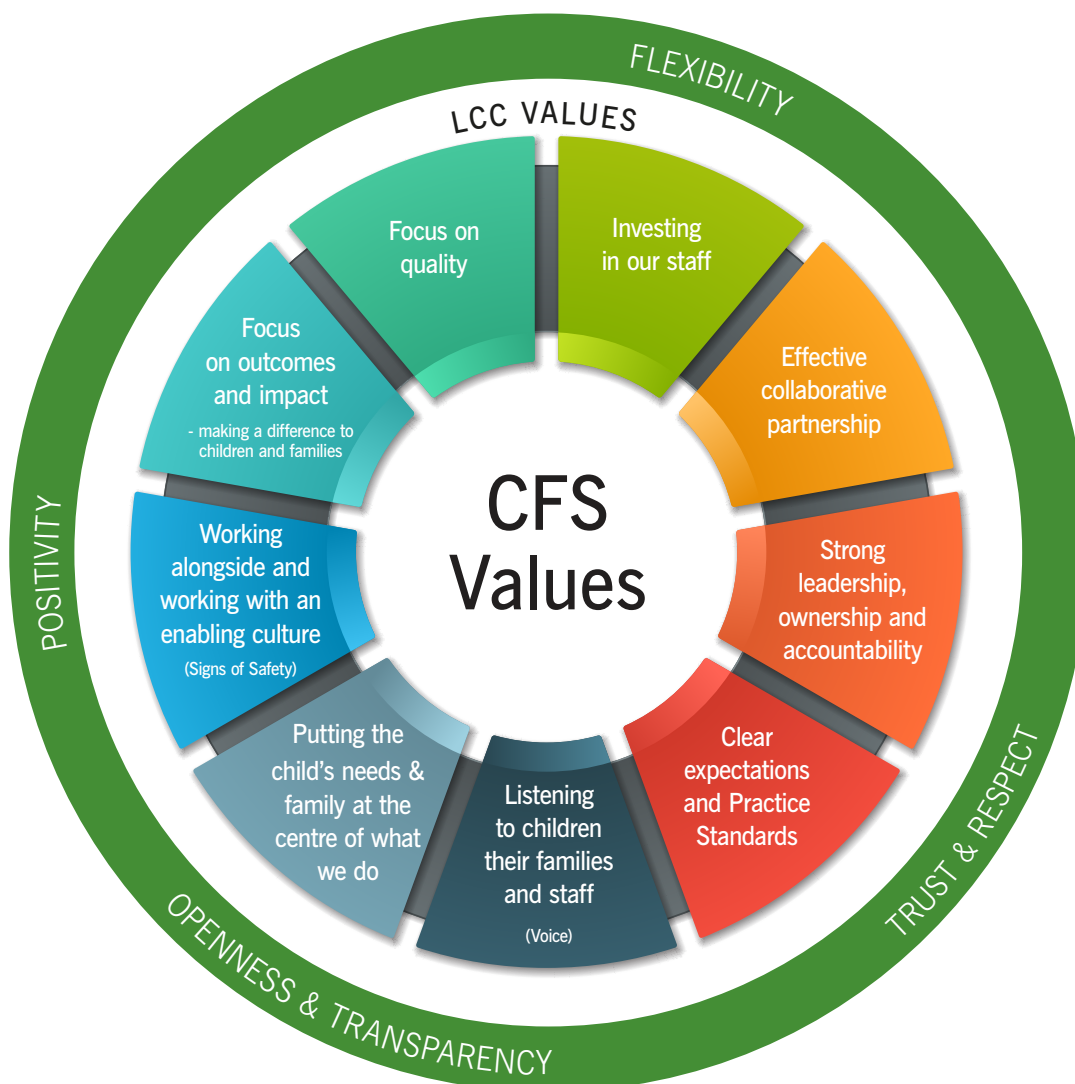 FLEXIBILITY
LCC VALUES
Focus on
quality
Investing
in our staff
Focus
on outcomes
and impact
- making a difference to
children and families
Effective
collaborative
partnership
CFS
Values
Working
alongside and
working with an
enabling culture
(Signs of Safety)
Strong
leadership,
ownership and
accountability
Putting the
child’s needs &
family at the
centre of what
we do
Listening
to children
their families
and staff
(Voice)
Clear
expectations
and Practice
Standards
POSITIVITY
TRUST & RESPECT
OPENNESS & TRANSPARENCY